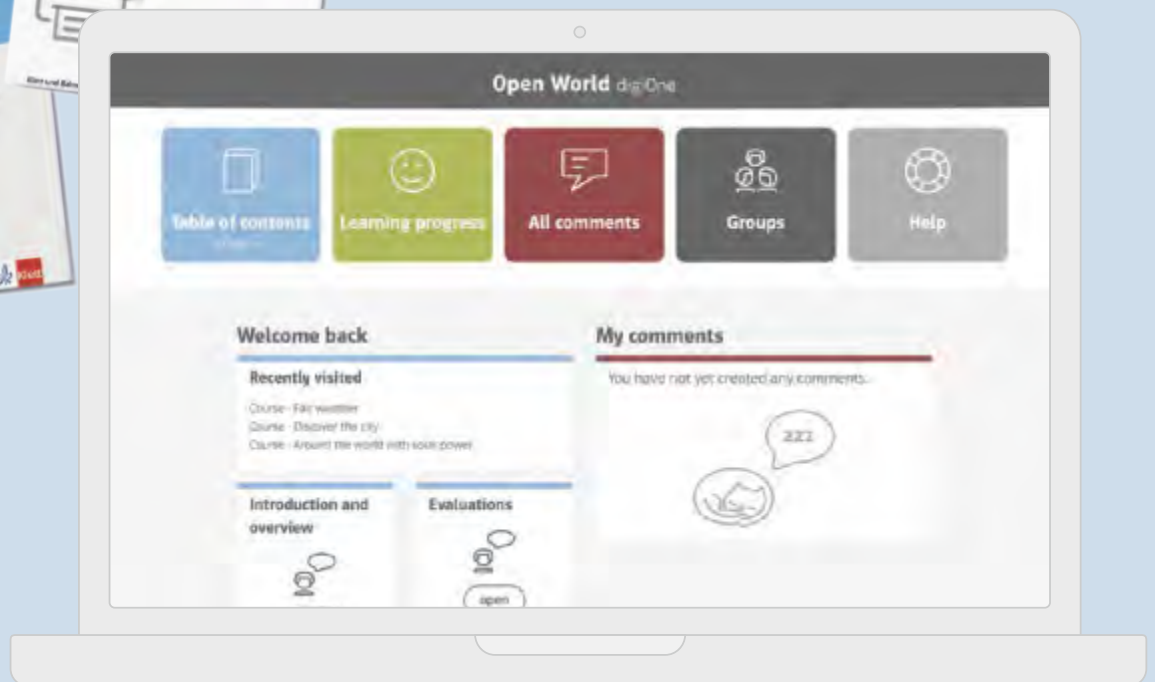 Open World digiOne
Table of contents
Learning progress
All comments
Groups
Help
Welcome back
Recently visited
Course - Fair weather
Course - Discover the city
Course - Around the world with solar power
Introduction and overview
Evaluations
open
My comments
You have not yet created any comments.
zzz
Klett